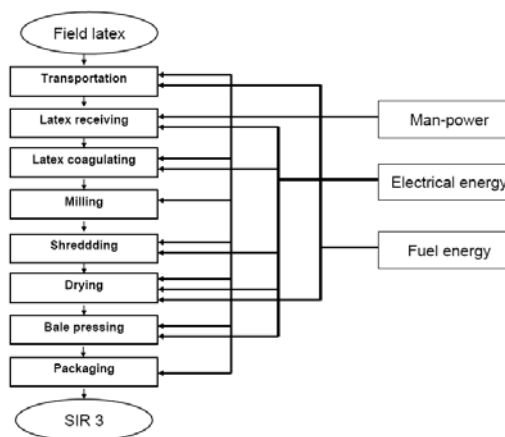 Field latex
Transportation
Latex receiving
Man-power
Latex coagulating
Electrical energy
Milling
Shreddding
Fuel energy
Drying
Bale pressing
Packaging
SIR 3